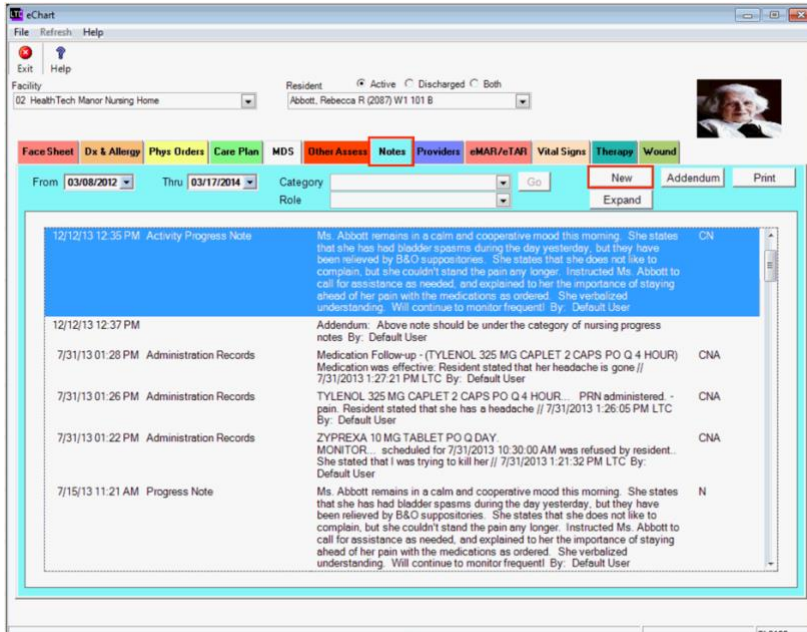 LTC eChart
File Refresh Help
Exit Help
Facility
02 HealthTech Manor Nursing Home
Resident Active Discharged Both
Abbott, Rebecca R (2087) W1 101 B
Face Sheet Dx & Allergy Phys Orders Care Plan MDS Other Assess Notes Providers eMAR/eTAR Vital Signs Therapy Wound
From 03/08/2012 Thru 03/17/2014 Category Go New Addendum Print
Role Expand
12/12/13 12:35 PM Activity Progress Note Ms. Abbott remains in a calm and cooperative mood this morning. She states CN
that she has had bladder spasms during the day yesterday, but they have
been relieved by B&O suppositories. She states that she does not like to
complain, but she couldn't stand the pain any longer. Instructed Ms. Abbott to
call for assistance as needed, and explained to her the importance of staying
ahead of her pain with the medications as ordered. She verbalized
understanding. Will continue to monitor frequentl By: Default User
12/12/13 12:37 PM Addendum: Above note should be under the category of nursing progress
notes By: Default User
7/31/13 01:28 PM Administration Records Medication Follow-up - (TYLENOL 325 MG CAPLET 2 CAPS PO Q 4 HOUR) CNA
Medication was effective: Resident stated that her headache is gone //
7/31/2013 1:27:21 PM LTC By: Default User
7/31/13 01:26 PM Administration Records TYLENOL 325 MG CAPLET 2 CAPS PO Q 4 HOUR... PRN administered. - CNA
pain. Resident stated that she has a headache // 7/31/2013 1:26:05 PM LTC
By: Default User
7/31/13 01:22 PM Administration Records ZYPREXA 10 MG TABLET PO Q DAY. CNA
MONITOR... scheduled for 7/31/2013 10:30:00 AM was refused by resident..
She stated that I was trying to kill her // 7/31/2013 1:21:32 PM LTC By:
Default User
7/15/13 11:21 AM Progress Note Ms. Abbott remains in a calm and cooperative mood this morning. She states N
that she has had bladder spasms during the day yesterday, but they have
been relieved by B&O suppositories. She states that she does not like to
complain, but she couldn't stand the pain any longer. Instructed Ms. Abbott to
call for assistance as needed, and explained to her the importance of staying
ahead of her pain with the medications as ordered. She verbalized
understanding. Will continue to monitor frequentl By: Default User